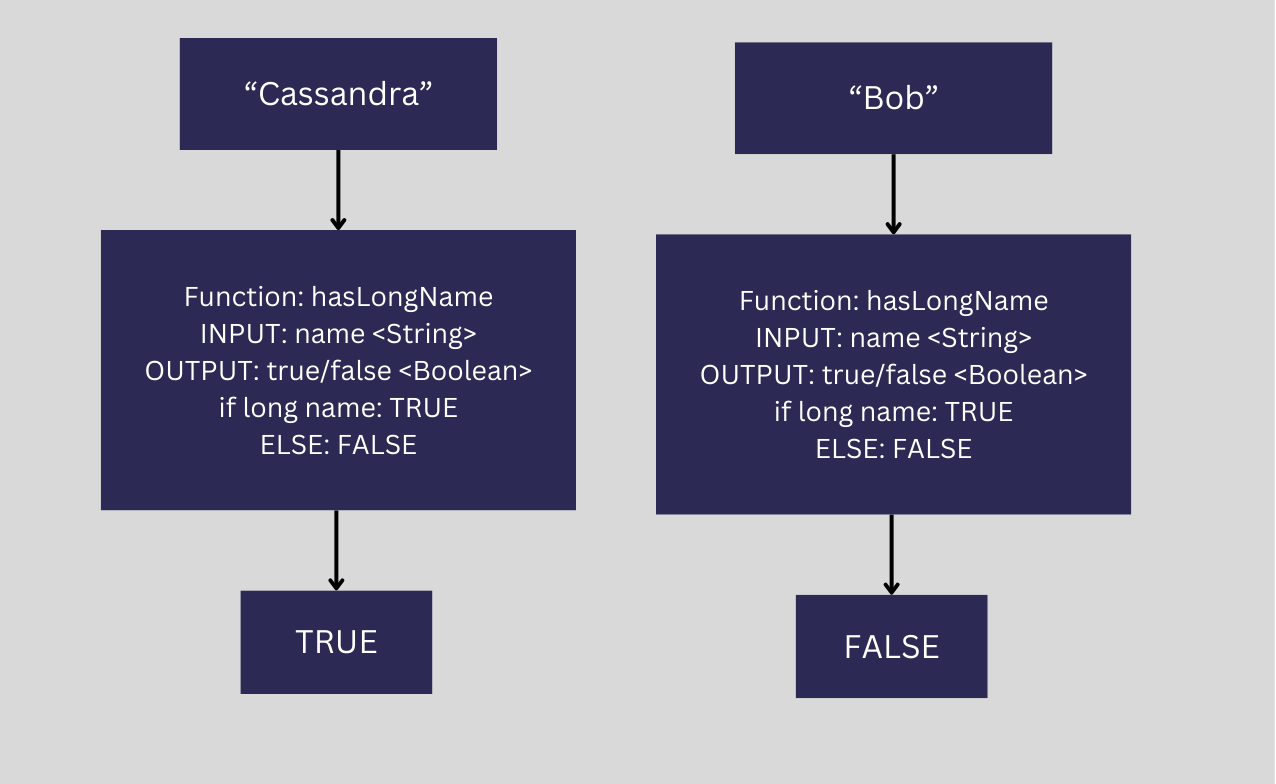 “Cassandra”
Function: hasLongName
INPUT: name <String>
OUTPUT: true/false <Boolean>
if long name: TRUE
ELSE: FALSE
TRUE
“Bob”
Function: hasLongName
INPUT: name <String>
OUTPUT: true/false <Boolean>
if long name: TRUE
ELSE: FALSE
FALSE